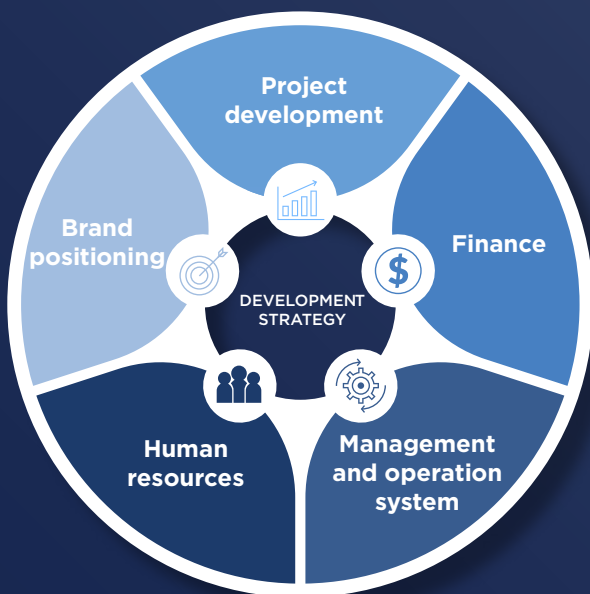 Project
development
Brand
positioning
Finance
$
DEVELOPMENT
STRATEGY
Human
resources
Management
and operation
system